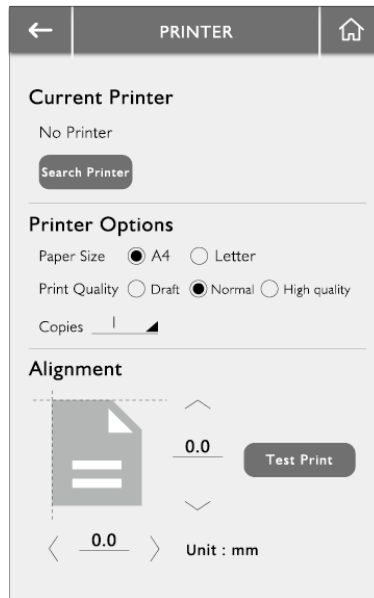 PRINTER
Current Printer
No Printer
Search Printer
Printer Options
Paper Size A4 Letter
Print Quality Draft Normal High quality
Copies 1
Alignment
0.0
Test Print
0.0
Unit : mm